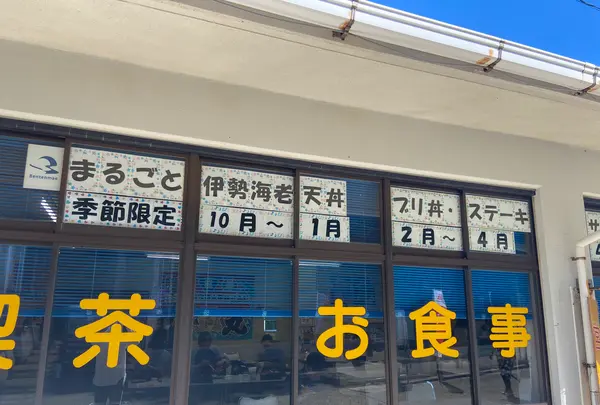 まるごと 伊勢海老 天丼 ブリ丼・ステーキ
季節限定 10月〜 1月 2月〜 4月
喫茶 お食事